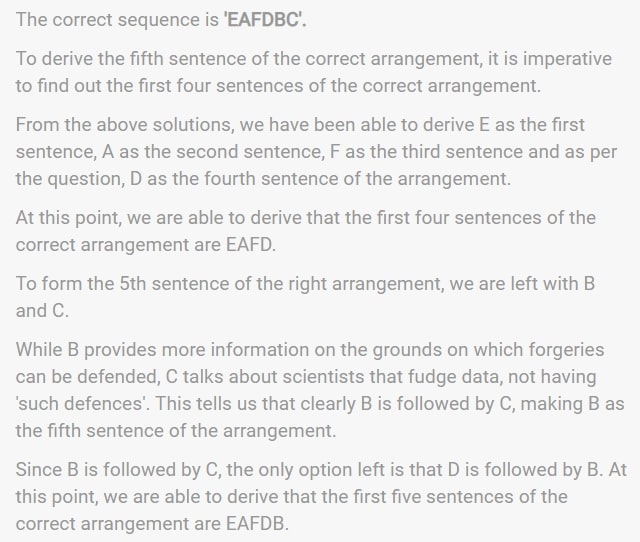 The correct sequence is 'EAFDBC'.
To derive the fifth sentence of the correct arrangement, it is imperative
to find out the first four sentences of the correct arrangement.
From the above solutions, we have been able to derive E as the first
sentence, A as the second sentence, F as the third sentence and as per
the question, D as the fourth sentence of the arrangement.
At this point, we are able to derive that the first four sentences of the
correct arrangement are EAFD.
To form the 5th sentence of the right arrangement, we are left with B
and C.
While B provides more information on the grounds on which forgeries
can be defended, C talks about scientists that fudge data, not having
'such defences'. This tells us that clearly B is followed by C, making B as
the fifth sentence of the arrangement.
Since B is followed by C, the only option left is that D is followed by B. At
this point, we are able to derive that the first five sentences of the
correct arrangement are EAFDB.